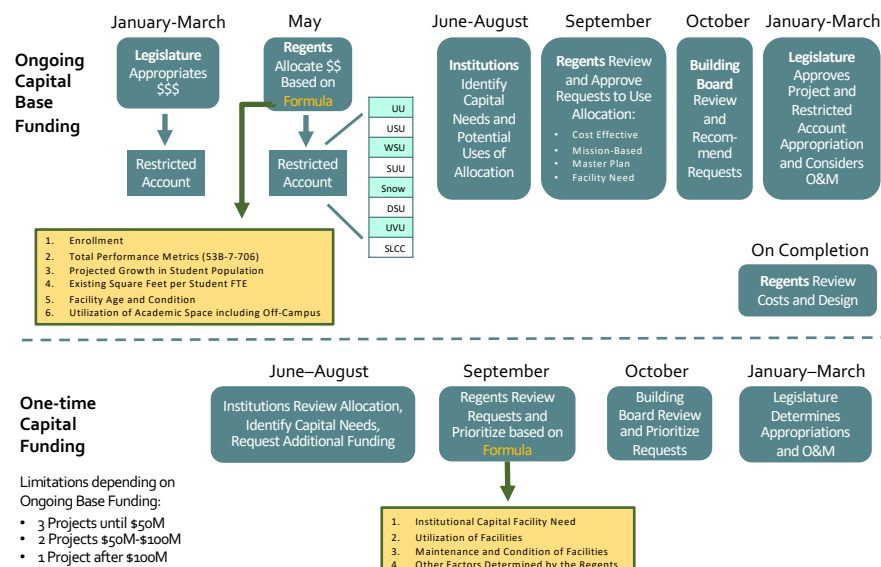 January-March
May
June-August
September
October
January-March
Ongoing
Capital
Base
Funding
Legislature
Appropriates
$$$
Restricted
Account
Regents
Allocate $$
Based on
Formula
Restricted
Account
UU
USU
WSU
SUU
Snow
DSU
UVU
SLCC
Institutions
Identify
Capital
Needs and
Potential
Uses of
Allocation
Regents Review
and Approve
Requests to Use
Allocation:
• Cost Effective
• Mission-Based
• Master Plan
• Facility Need
Building
Board
Review
and
Recom-
mend
Requests
Legislature
Approves
Project and
Restricted
Account
Appropriation
and Considers
O&M
1. Enrollment
2. Total Performance Metrics (53B-7-706)
3. Projected Growth in Student Population
4. Existing Square Feet per Student FTE
5. Facility Age and Condition
6. Utilization of Academic Space including Off-Campus
On Completion
Regents Review
Costs and Design
June–August
September
October
January–March
One-time
Capital
Funding
Institutions Review Allocation,
Identify Capital Needs,
Request Additional Funding
Regents Review
Requests and
Prioritize based on
Formula
Building
Board Review
and Prioritize
Requests
Legislature
Determines
Appropriations
and O&M
Limitations depending on
Ongoing Base Funding:
• 3 Projects until $50M
• 2 Projects $50M-$100M
• 1 Project after $100M
1. Institutional Capital Facility Need
2. Utilization of Facilities
3. Maintenance and Condition of Facilities
4. Other Factors Determined by the Regents